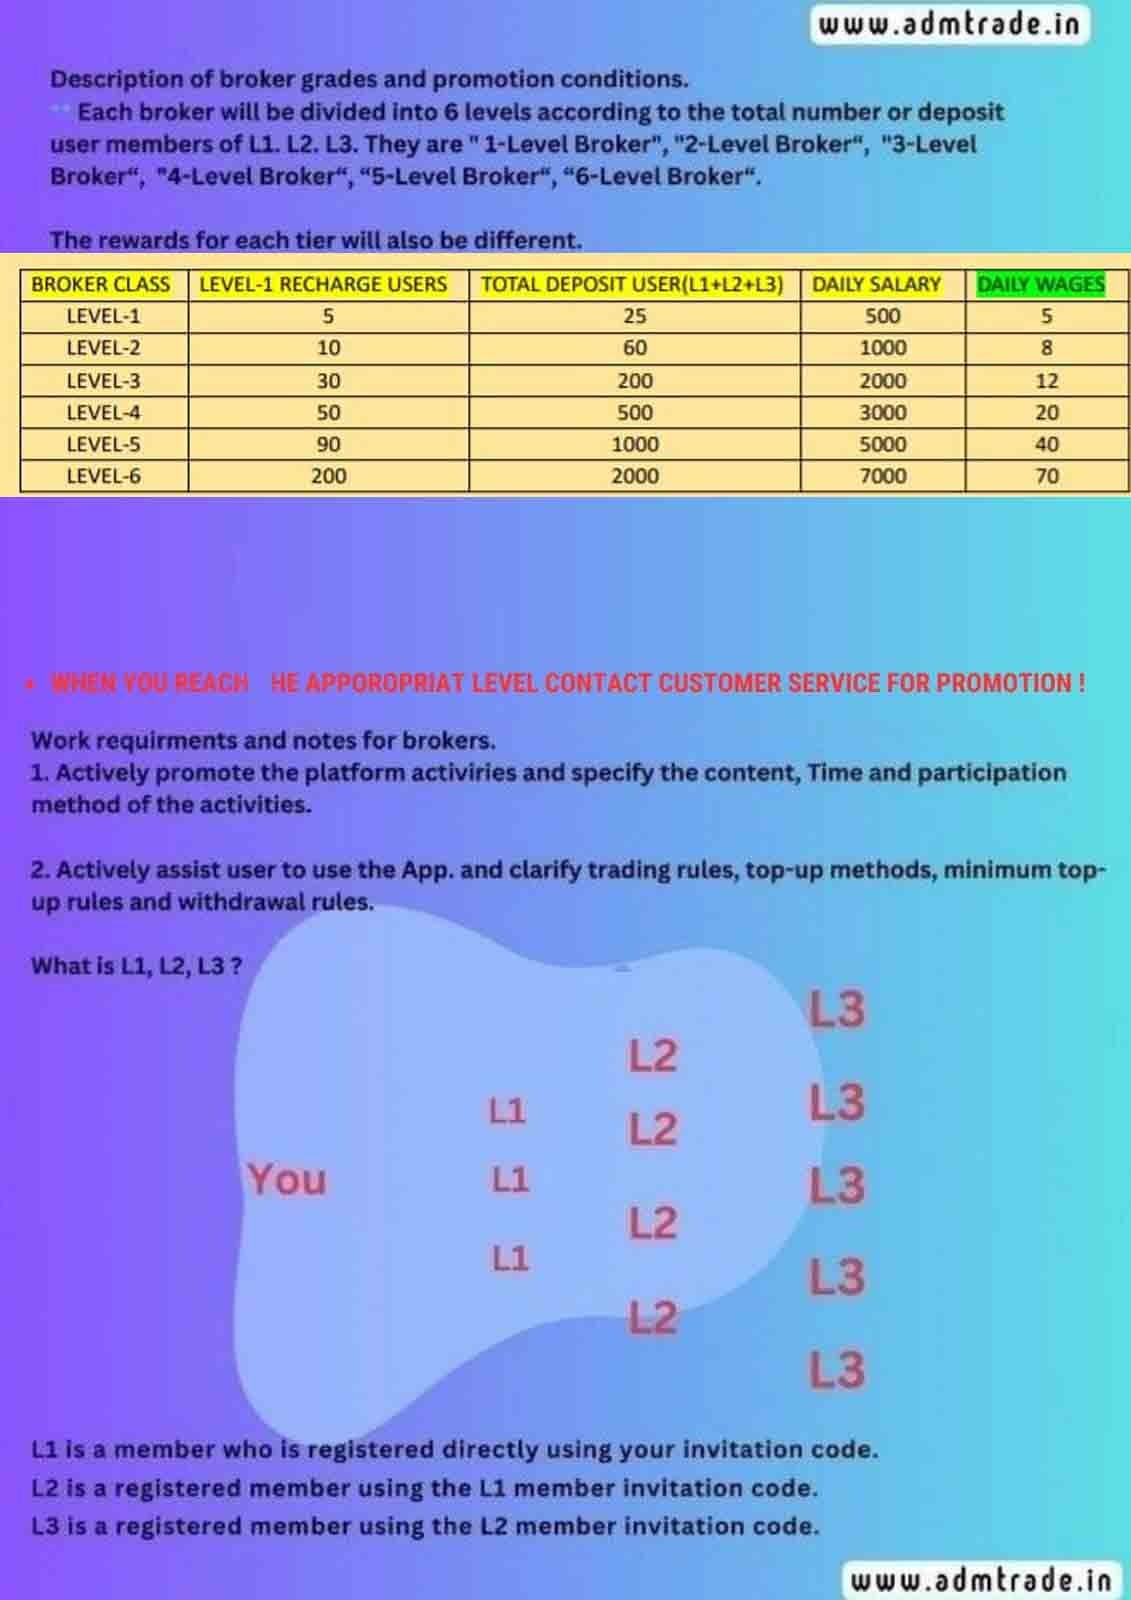 www.admtrade.in
Description of broker grades and promotion conditions.
** Each broker will be divided into 6 levels according to the total number or deposit
user members of L1. L2. L3. They are " 1-Level Broker", "2-Level Broker“, "3-Level
Broker“, "4-Level Broker“, “5-Level Broker“, “6-Level Broker“.
The rewards for each tier will also be different.
BROKER CLASS LEVEL-1 RECHARGE USERS TOTAL DEPOSIT USER(L1+L2+L3) DAILY SALARY DAILY WAGES
LEVEL-1 5 25 500 5
LEVEL-2 10 60 1000 8
LEVEL-3 30 200 2000 12
LEVEL-4 50 500 3000 20
LEVEL-5 90 1000 5000 40
LEVEL-6 200 2000 7000 70
• WHEN YOU REACH HE APPOROPRIAT LEVEL CONTACT CUSTOMER SERVICE FOR PROMOTION !
Work requirments and notes for brokers.
1. Actively promote the platform activiries and specify the content, Time and participation
method of the activities.
2. Actively assist user to use the App. and clarify trading rules, top-up methods, minimum top-
up rules and withdrawal rules.
What is L1, L2, L3 ?
L3
L2
L3
L1
L2
You
L1
L3
L2
L1
L3
L2
L3
L1 is a member who is registered directly using your invitation code.
L2 is a registered member using the L1 member invitation code.
L3 is a registered member using the L2 member invitation code.
www.admtrade.in